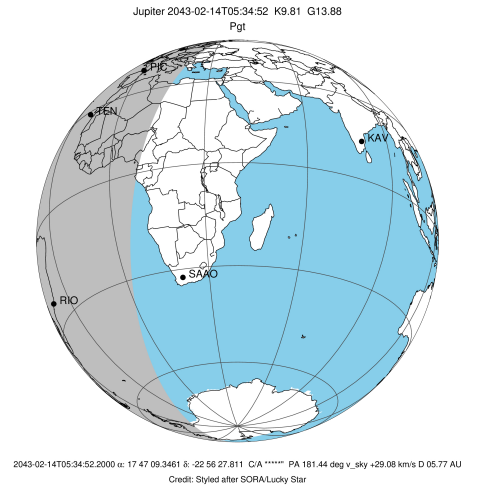 Jupiter 2043-02-14T05:34:52 K9.81 G13.88
Pgt
PIC
TEN
KAV
SAAO
RIO
2043-02-14T05:34:52.2000 α: 17 47 09.3461 δ: -22 56 27.811 C/A *****" PA 181.44 deg v_sky +29.08 km/s D 05.77 AU
Credit: Styled after SORA/Lucky Star